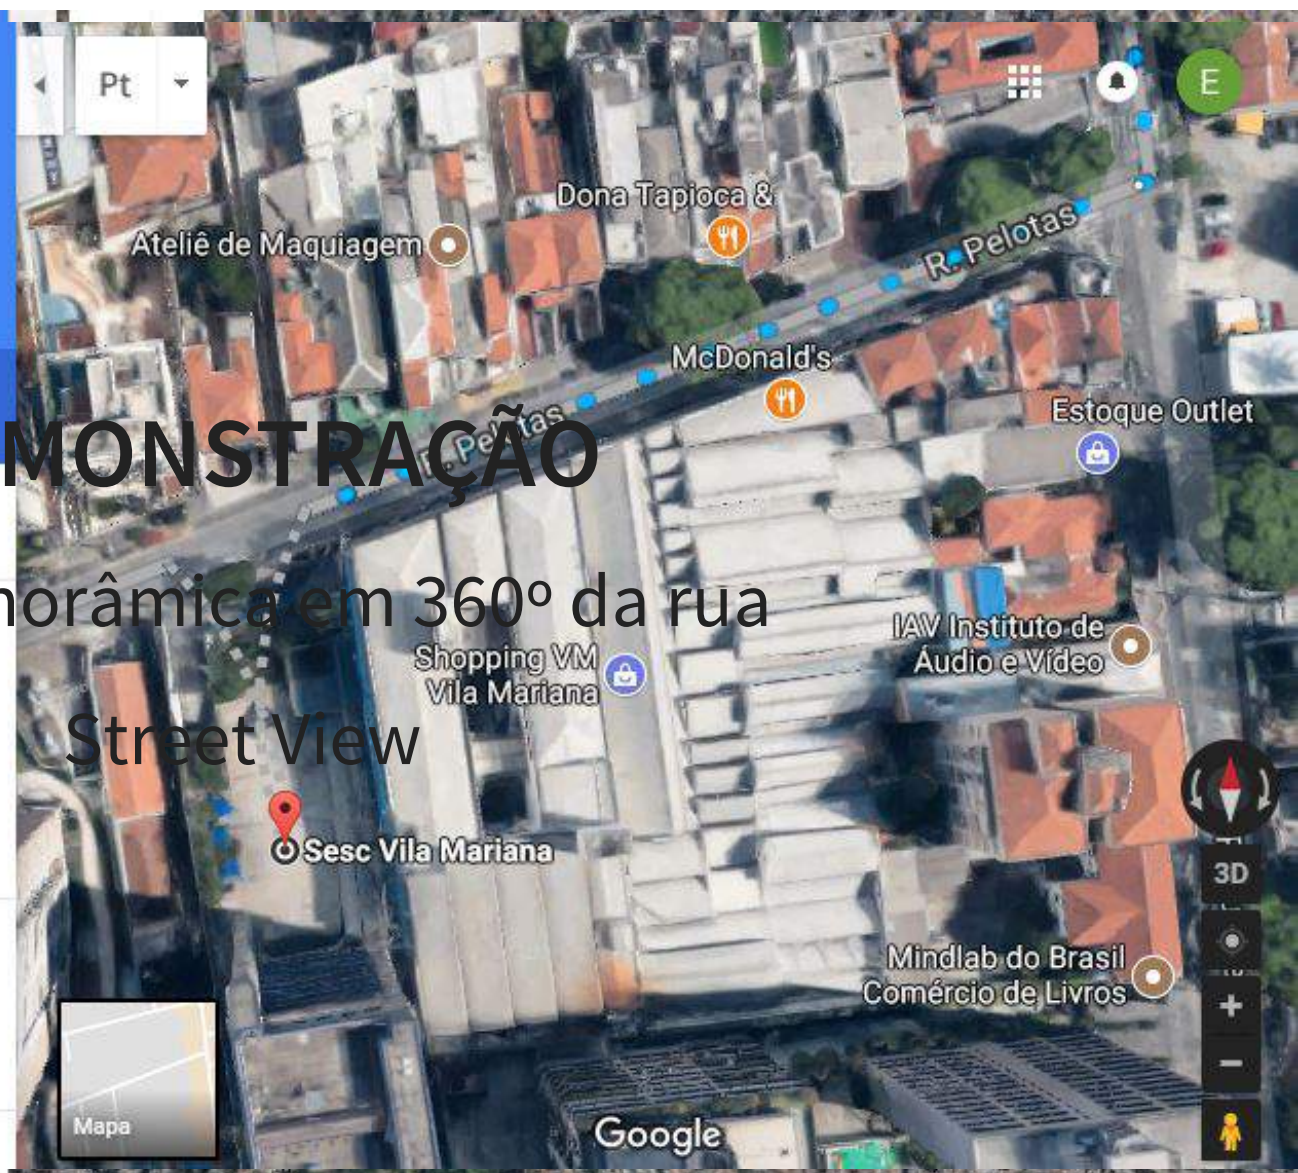 Pt
E
Dona Tapioca &
Ateliê de Maquiagem
R. Pelotas
McDonald's
Estoque Outlet
R. Pelotas
MONSTRAÇÃO
norâmica em 360º da rua
IAV Instituto de
Áudio e Vídeo
Shopping VM
Vila Mariana
Street View
Sesc Vila Mariana
3D
Mindlab do Brasil
Comércio de Livros
Mapa
Google